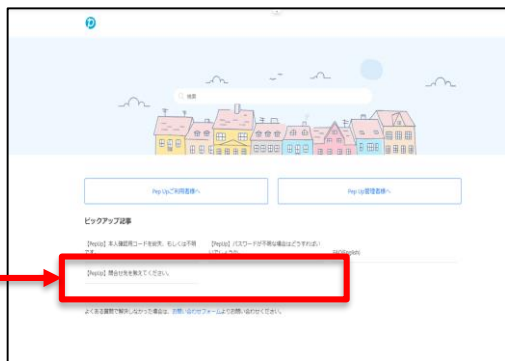 検索
Pep Upご利用者様へ
Pep Up管理者様へ
ピックアップ記事
【PepUp】本人確認用コードを紛失、もしくは不明です。
【PepUp】パスワードが不明な場合はどうすればいいでしょうか。
FAQ(English)
【PepUp】問合せ先を教えてください。
よくある質問で解決しなかった場合は、お問い合わせフォームよりお問い合わせください。